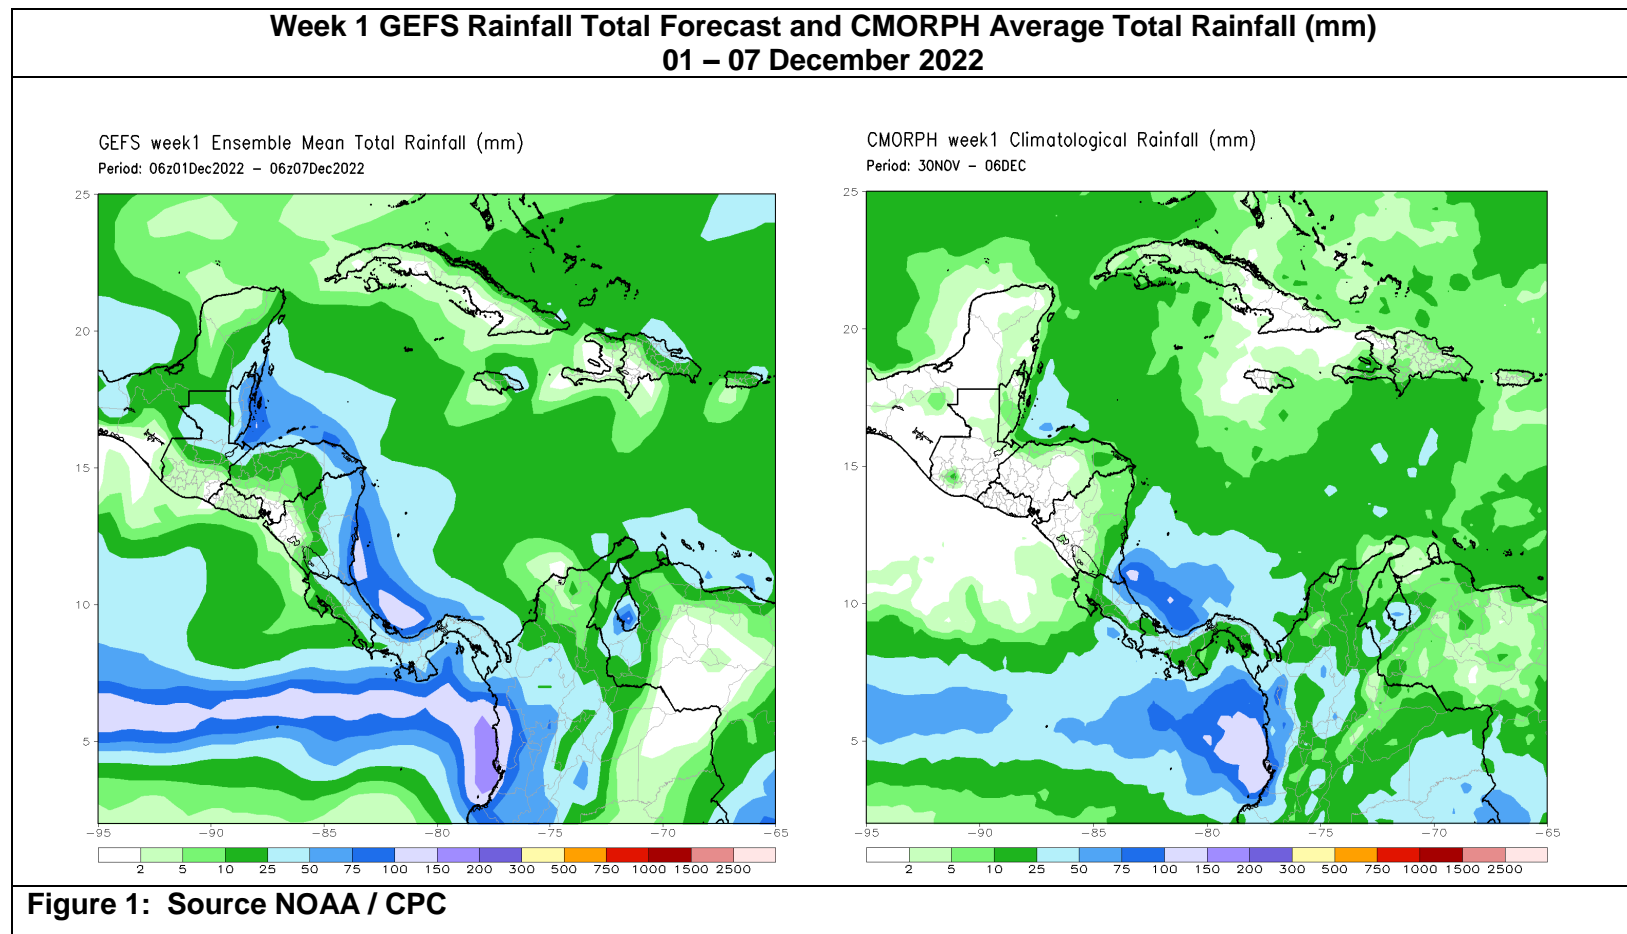 Week 1 GEFS Rainfall Total Forecast and CMORPH Average Total Rainfall (mm)
01 – 07 December 2022
GEFS week1 Ensemble Mean Total Rainfall (mm)
Period: 06z01Dec2022 – 06z07Dec2022
25
20
15
10
5
-95
-90
-85
-80
-75
-70
-65
2 5 10 25 50 75 100 150 200 300 500 750 1000 1500 2500
CMORPH week1 Climatological Rainfall (mm)
Period: 30NOV – 06DEC
25
20
15
10
5
-95
-90
-85
-80
-75
-70
-65
2 5 10 25 50 75 100 150 200 300 500 750 1000 1500 2500
Figure 1: Source NOAA / CPC